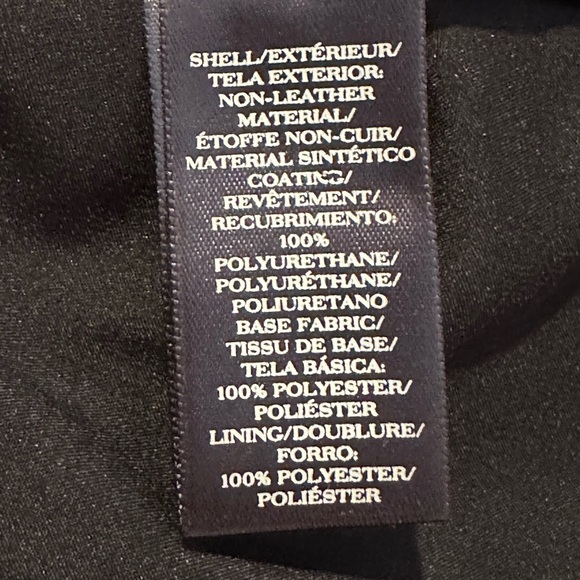 SHELL/EXTÉRIEUR/
TELA EXTERIOR:
NON-LEATHER
MATERIAL/
ÉTOFFE NON-CUIR/
MATERIAL SINTÉTICO
COATING/
REVÊTEMENT/
RECUBRIMIENTO:
100%
POLYURETHANE/
POLYURÉTHANE/
POLIURETANO
BASE FABRIC/
TISSU DE BASE/
TELA BÁSICA:
100% POLYESTER/
POLIÉSTER
LINING/DOUBLURE/
FORRO:
100% POLYESTER/
POLIÉSTER